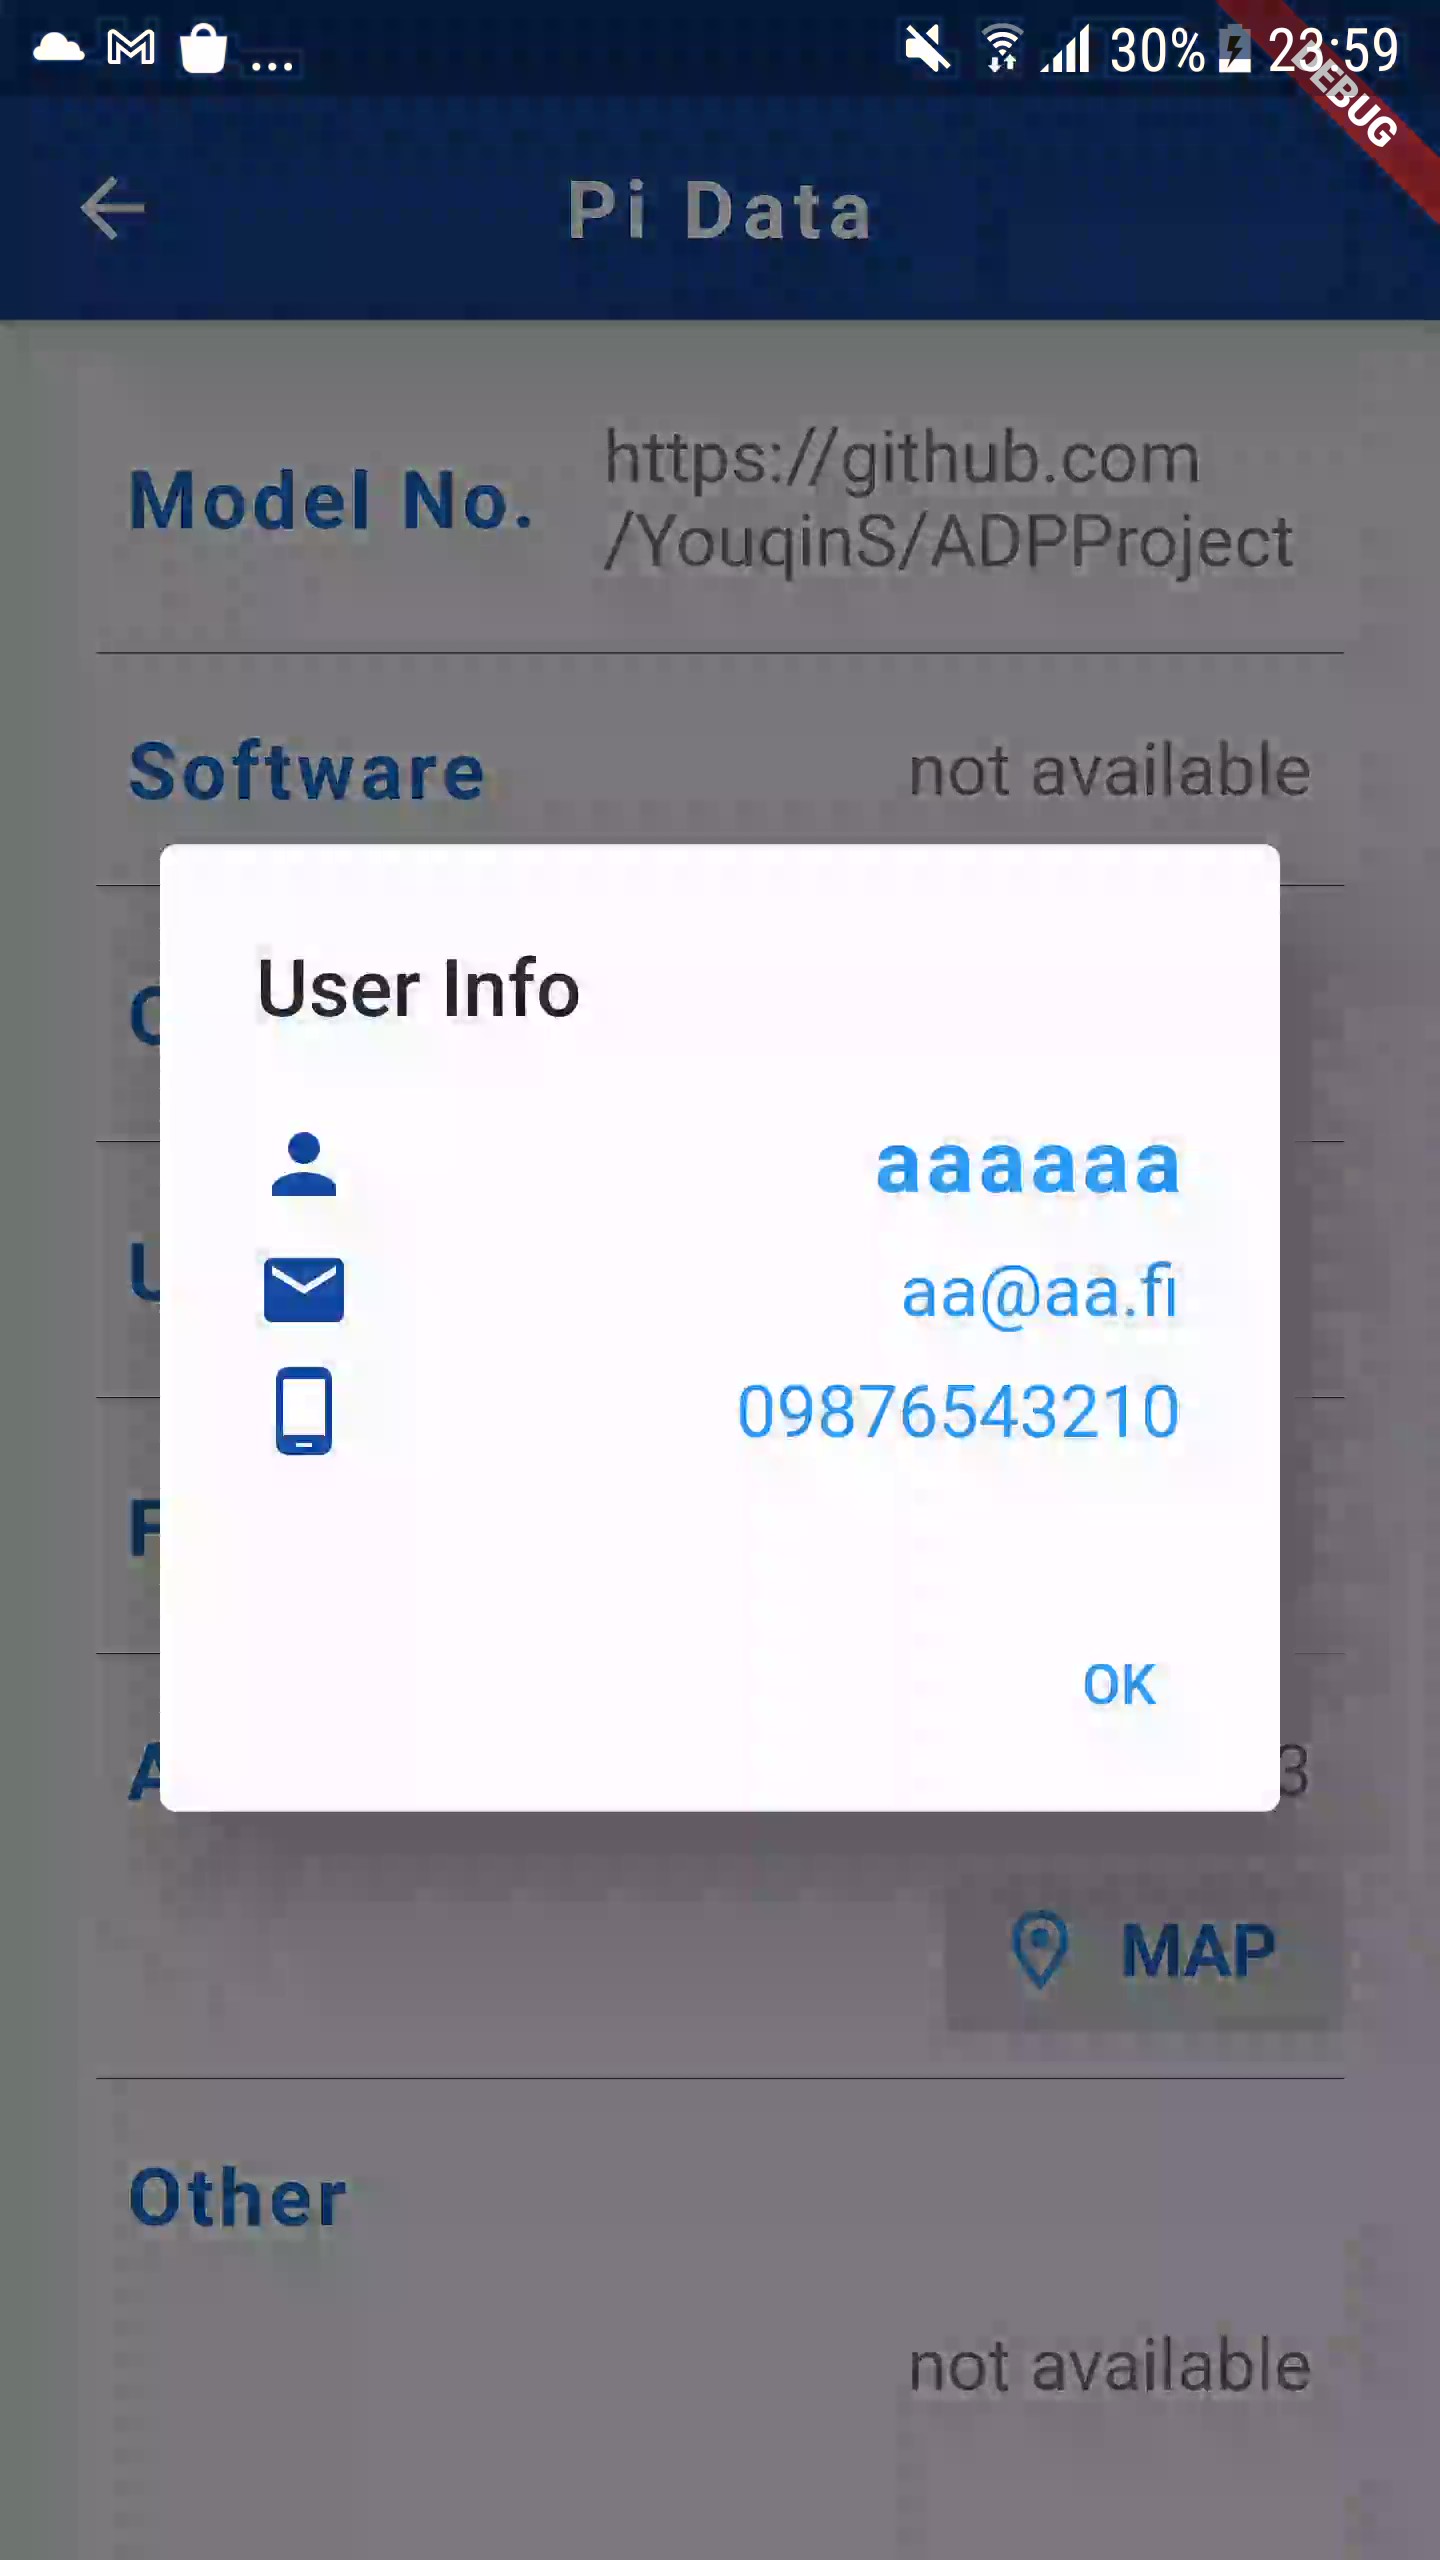 30% 23:59
DEBUG
Pi Data
Model No.
https://github.com
/YouqinS/ADPProject
Software
not available
User Info
aaaaaa
aa@aa.fi
09876543210
OK
3
MAP
Other
not available